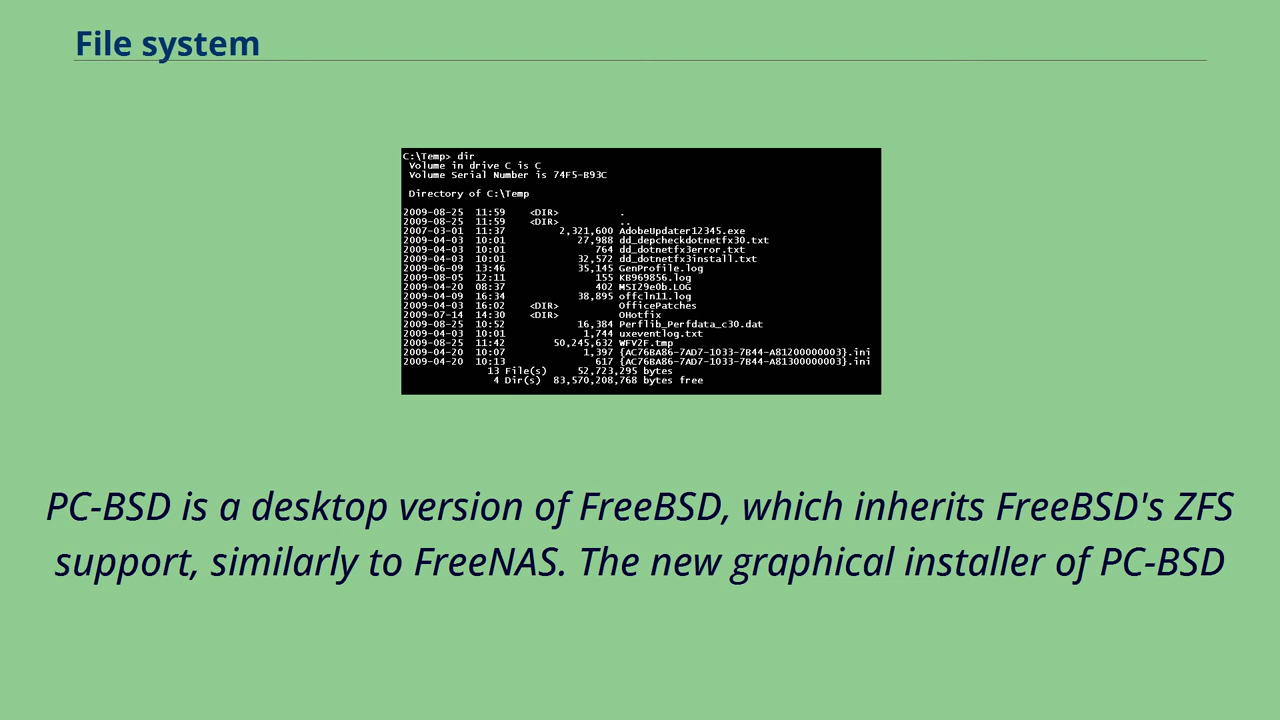 File system
C:\Temp> dir
Volume in drive C is C
Volume Serial Number is 74F5-B93C
Directory of C:\Temp
2009-08-25 11:59 <DIR> .
2009-08-25 11:59 <DIR> ..
2007-03-01 11:37 2,321,600 AdobeUpdater12345.exe
2009-04-03 10:01 27,988 dd_depcheckdotnetfx30.txt
2009-04-03 10:01 764 dd_dotnetfx3error.txt
2009-04-03 10:01 32,572 dd_dotnetfx3install.txt
2009-06-09 13:46 35,145 GenProfile.log
2009-08-05 12:11 155 KB969856.log
2009-04-20 08:37 402 MSI29e0b.LOG
2009-04-09 16:34 38,895 offcln11.log
2009-04-03 16:02 <DIR> OfficePatches
2009-07-14 14:30 <DIR> OHotfix
2009-08-25 10:52 16,384 Perflib_Perfdata_c30.dat
2009-04-03 10:01 1,744 uxeventlog.txt
2009-08-25 11:42 50,245,632 WFV2F.tmp
2009-04-20 10:07 1,397 {AC76BA86-7AD7-1033-7B44-A81200000003}.ini
2009-04-20 10:13 617 {AC76BA86-7AD7-1033-7B44-A81300000003}.ini
13 File(s) 52,723,295 bytes
4 Dir(s) 83,570,208,768 bytes free
PC-BSD is a desktop version of FreeBSD, which inherits FreeBSD's ZFS
support, similarly to FreeNAS. The new graphical installer of PC-BSD